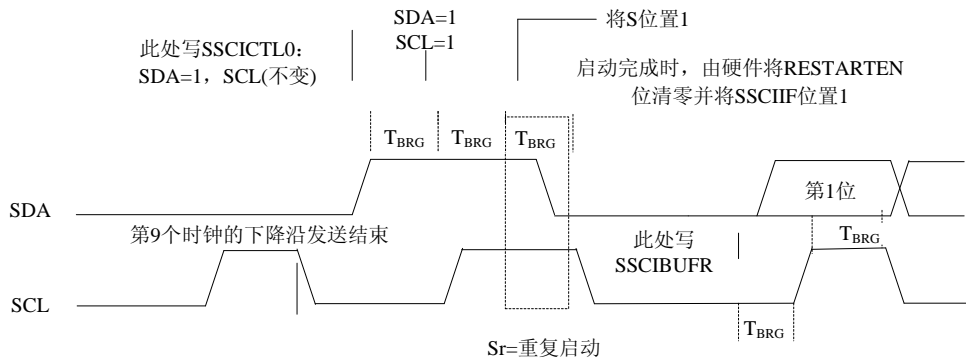 SDA=1
SCL=1
将S位置1
此处写SSCICTL0：
SDA=1，SCL(不变)
启动完成时，由硬件将RESTARTEN
位清零并将SSCIIF位置1
TBRG
TBRG
TBRG
SDA
第1位
第9个时钟的下降沿发送结束
此处写
SSCIBUFR
TBRG
SCL
TBRG
Sr=重复启动